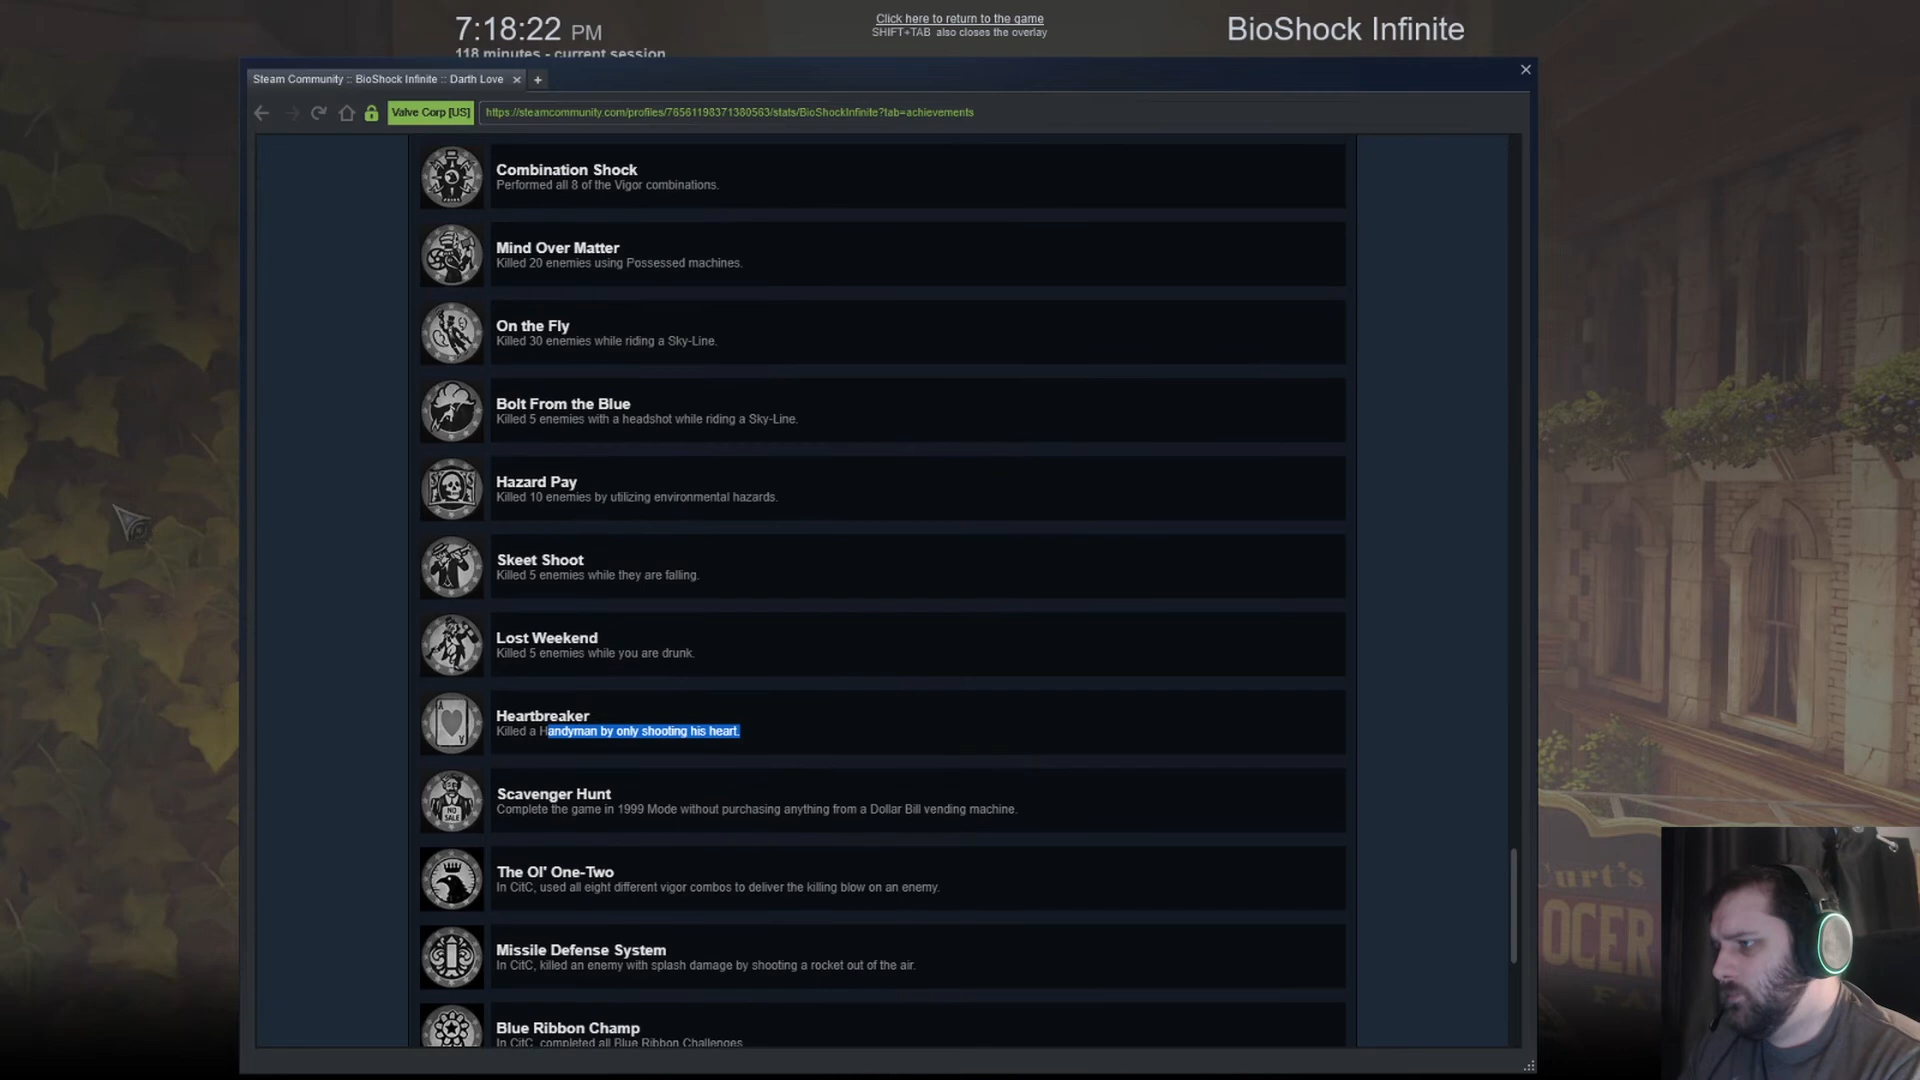 7:18:22 PM
118 minutes - current session
Click here to return to the game
SHIFT+TAB also closes the overlay
BioShock Infinite
Steam Community :: BioShock Infinite :: Darth Love × +
Valve Corp [US] https://steamcommunity.com/profiles/76561198371380563/stats/BioShockInfinite?tab=achievements
Combination Shock
Performed all 8 of the Vigor combinations.
Mind Over Matter
Killed 20 enemies using Possessed machines.
On the Fly
Killed 30 enemies while riding a Sky-Line.
Bolt From the Blue
Killed 5 enemies with a headshot while riding a Sky-Line.
Hazard Pay
Killed 10 enemies by utilizing environmental hazards.
Skeet Shoot
Killed 5 enemies while they are falling.
Lost Weekend
Killed 5 enemies while you are drunk.
Heartbreaker
Killed a Handyman by only shooting his heart.
NO SALE
Scavenger Hunt
Complete the game in 1999 Mode without purchasing anything from a Dollar Bill vending machine.
The Ol' One-Two
In CitC, used all eight different vigor combos to deliver the killing blow on an enemy.
Missile Defense System
In CitC, killed an enemy with splash damage by shooting a rocket out of the air.
Blue Ribbon Champ
In CitC, completed all Blue Ribbon Challenges
Curt's
OCER
FA